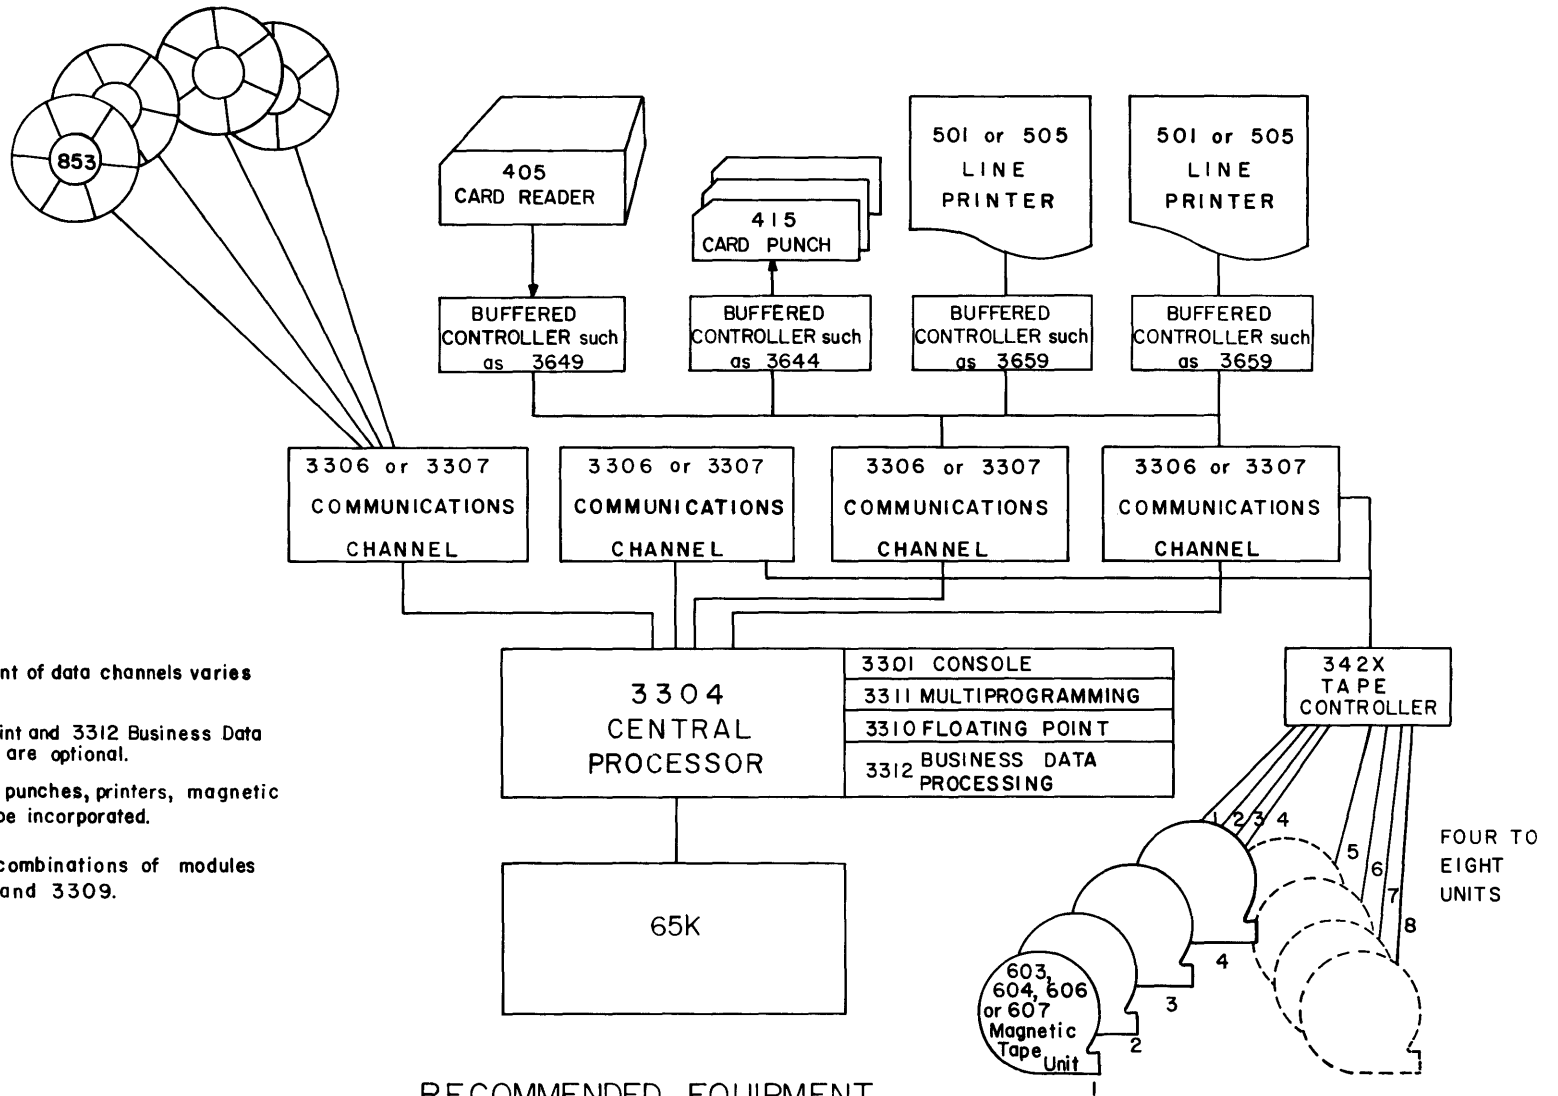 853
405
CARD READER
415
CARD PUNCH
501 or 505
LINE
PRINTER
501 or 505
LINE
PRINTER
BUFFERED
CONTROLLER such
as 3649
BUFFERED
CONTROLLER such
as 3644
BUFFERED
CONTROLLER such
as 3659
BUFFERED
CONTROLLER such
as 3659
3306 or 3307
COMMUNICATIONS
CHANNEL
3306 or 3307
COMMUNICATIONS
CHANNEL
3306 or 3307
COMMUNICATIONS
CHANNEL
3306 or 3307
COMMUNICATIONS
CHANNEL
nt of data channels varies
int and 3312 Business Data
are optional.
punches, printers, magnetic
be incorporated.
combinations of modules
and 3309.
3304
CENTRAL
PROCESSOR
3301 CONSOLE
3311 MULTIPROGRAMMING
3310 FLOATING POINT
3312 BUSINESS DATA
PROCESSING
65K
342X
TAPE
CONTROLLER
1 2 3 4
5
6
7
8
FOUR TO
EIGHT
UNITS
4
3
2
603,
604, 606
or 607
Magnetic
Tape
Unit
1
RECOMMENDED EQUIPMENT